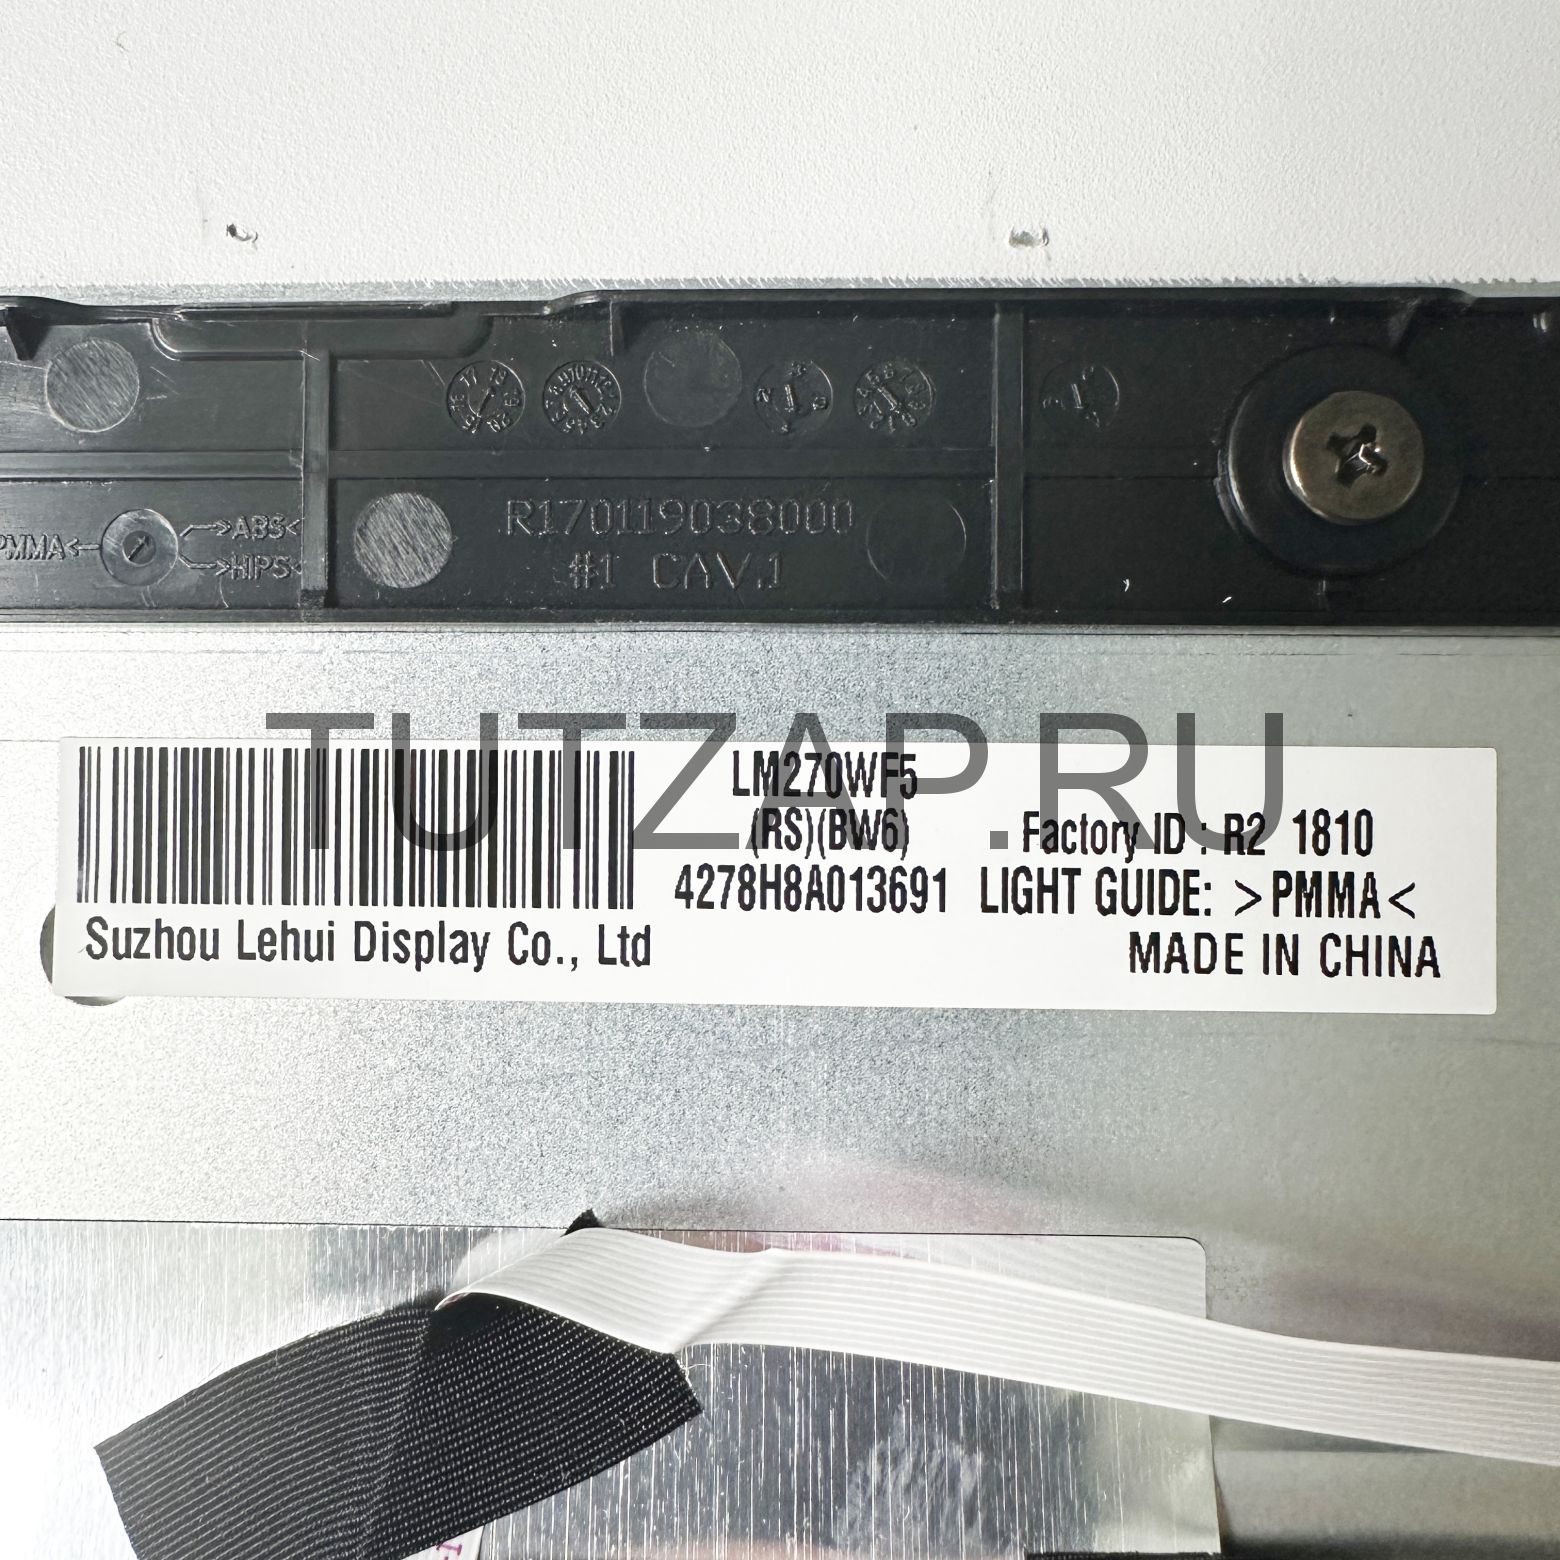 >ABS<
PMMA<
>HIPS<
R170119038000
#1 CAV.1
TUTZAP.RU
LM270WF5
(RS)(BW6)
Factory ID : R2 1810
4278H8A013691 LIGHT GUIDE: >PMMA<
Suzhou Lehui Display Co., Ltd
MADE IN CHINA